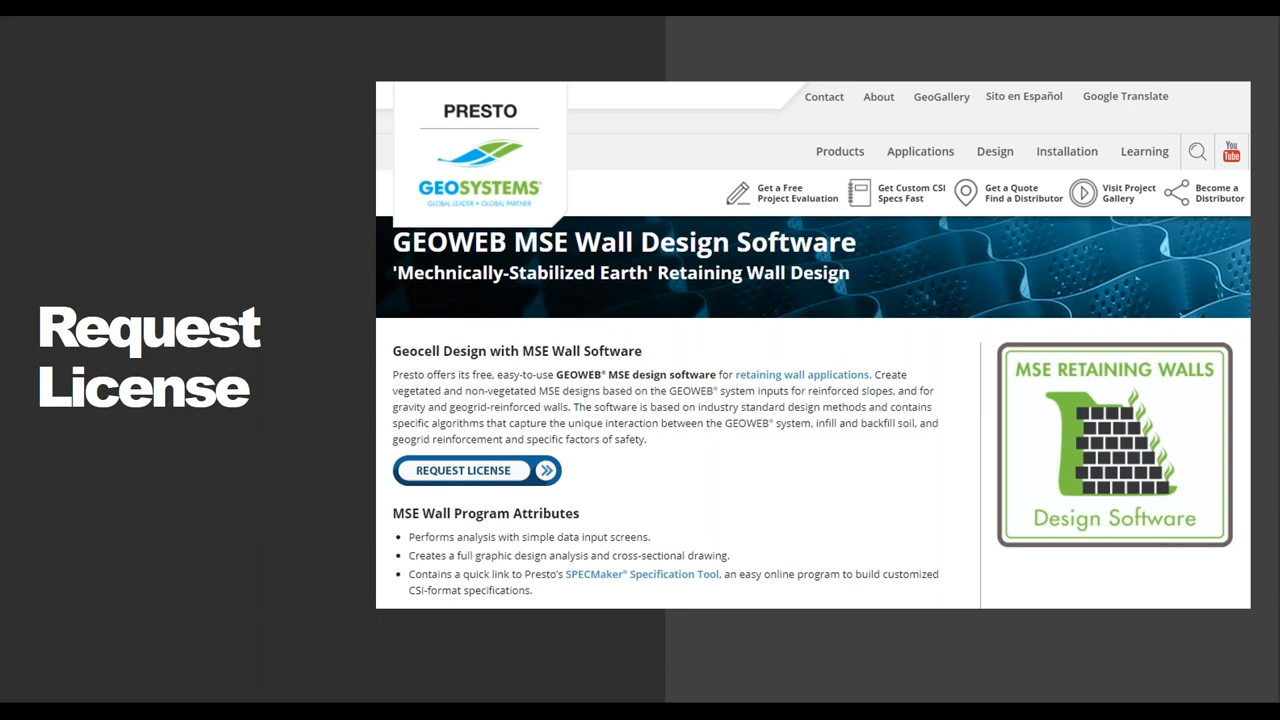 Request
License
PRESTO
GEOSYSTEMS®
GLOBAL LEADER • GLOBAL PARTNER
Contact About GeoGallery Sito en Español Google Translate
Products Applications Design Installation Learning You Tube
Get a Free
Project Evaluation
Get Custom CSI
Specs Fast
Get a Quote
Find a Distributor
Visit Project
Gallery
Become a
Distributor
GEOWEB MSE Wall Design Software
'Mechnically-Stabilized Earth' Retaining Wall Design
Geocell Design with MSE Wall Software
Presto offers its free, easy-to-use GEOWEB® MSE design software for retaining wall applications. Create
vegetated and non-vegetated MSE designs based on the GEOWEB® system inputs for reinforced slopes, and for
gravity and geogrid-reinforced walls. The software is based on industry standard design methods and contains
specific algorithms that capture the unique interaction between the GEOWEB® system, infill and backfill soil, and
geogrid reinforcement and specific factors of safety.
REQUEST LICENSE
MSE Wall Program Attributes
• Performs analysis with simple data input screens.
• Creates a full graphic design analysis and cross-sectional drawing.
• Contains a quick link to Presto's SPECMaker® Specification Tool, an easy online program to build customized
CSI-format specifications.
MSE RETAINING WALLS
Design Software